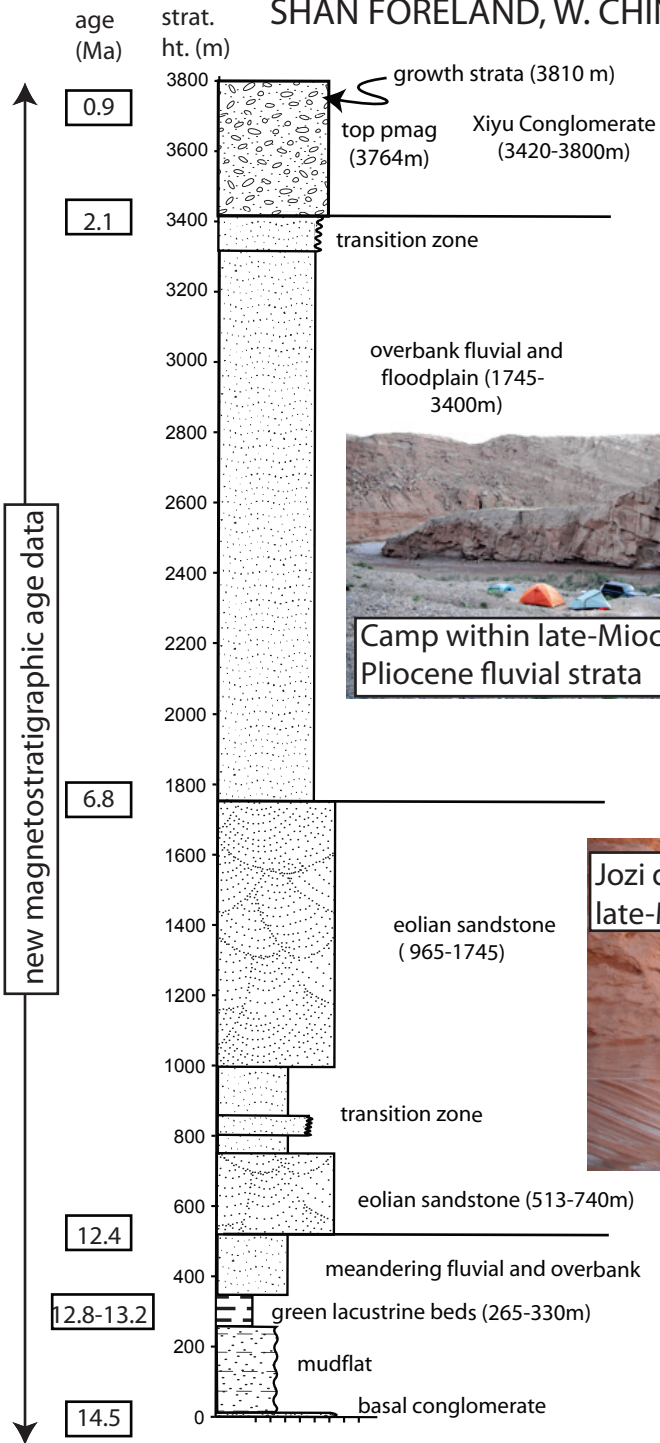 SHAN FORELAND, W.
age
(Ma)
strat.
ht. (m)
3800
3600
3400
3200
3000
2800
2600
2400
2200
2000
1800
1600
1400
1200
1000
800
600
400
200
0
0.9
2.1
6.8
12.4
12.8-13.2
14.5
new magnetostratigraphic age data
growth strata (3810 m)
top pmag
(3764m)
Xiyu Conglomerate
(3420-3800m)
transition zone
overbank fluvial and
floodplain (1745-
3400m)
Camp within
Pliocene fluvial strata
Jozi
eolian sandstone
( 965-1745)
transition zone
eolian sandstone (513-740m)
meandering fluvial and overbank
green lacustrine beds (265-330m)
mudflat
basal conglomerate